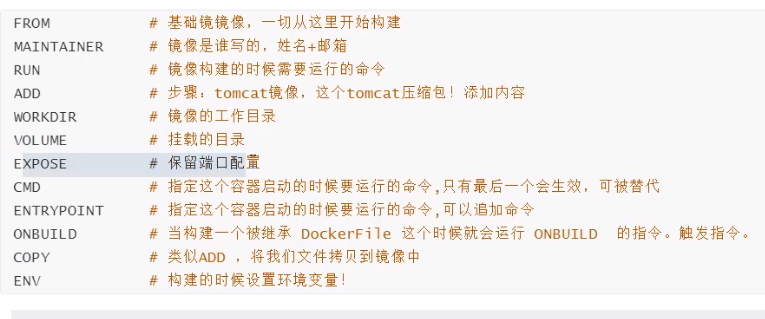 FROM # 基础镜镜像，一切从这里开始构建
MAINTAINER # 镜像是谁写的，姓名+邮箱
RUN # 镜像构建的时候需要运行的命令
ADD # 步骤：tomcat镜像，这个tomcat压缩包！添加内容
WORKDIR # 镜像的工作目录
VOLUME # 挂载的目录
EXPOSE # 保留端口配置
CMD # 指定这个容器启动的时候要运行的命令,只有最后一个会生效，可被替代
ENTRYPOINT # 指定这个容器启动的时候要运行的命令,可以追加命令
ONBUILD # 当构建一个被继承 DockerFile 这个时候就会运行 ONBUILD 的指令。触发指令。
COPY # 类似ADD ，将我们文件拷贝到镜像中
ENV # 构建的时候设置环境变量！